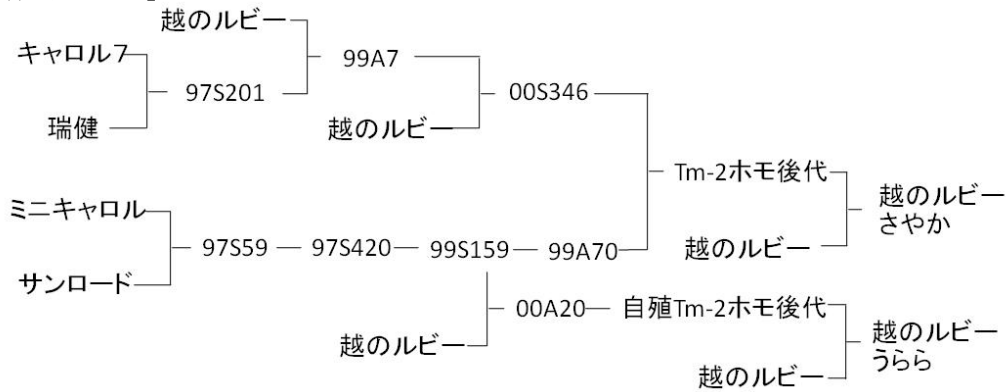 越のルビー
キャロル7
99A7
97S201
00S346
瑞健
越のルビー
Tm-2ホモ後代
越のルビー
さやか
ミニキャロル
97S59
97S420
99S159
99A70
越のルビー
サンロード
00A20
自殖Tm-2ホモ後代
越のルビー
うらら
越のルビー
越のルビー